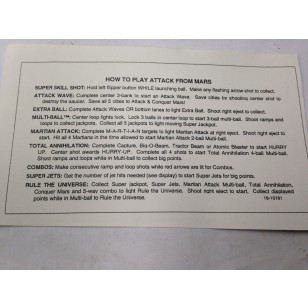 HOW TO PLAY ATTACK FROM MARS
SUPER SKILL SHOT: Hold left flipper button WHILE launching ball. Make any flashing arrow shot to collect.
ATTACK WAVE: Complete center 3-bank to start an Attack Wave. Save cities by shooting center shot to
destroy the saucer. Save all 5 cities to Attack & Conquer Mars!
EXTRA BALL: Complete Attack Waves OR bottom lanes to light Extra Ball. Shoot right eject to collect.
MULTI-BALL™: Center loop lights lock. Lock 3 balls in center loop to start 3-ball multi-ball. Shoot ramps and
loops to collect jackpots. Collect all 5 jackpots to light moving Super Jackpot.
MARTIAN ATTACK: Complete M-A-R-T-I-A-N targets to light Martian Attack at right eject. Shoot right eject to
start. Hit all 4 Martians in the time allowed to start Martian Attack 2-ball Multi-ball.
TOTAL ANNIHILATION: Complete Capture, Big-O-Beam, Tractor Beam or Atomic Blaster to start HURRY
UP. Center shot awards HURRY-UP. Complete all 4 shots to start Total Annihilation 4-ball Multi-ball.
Shoot ramps and loops while in Multi-ball to collect big points.
COMBOS: Make consecutive ramp and loop shots while red arrows are lit for Combos.
SUPER JETS: Get the number of jet hits needed (see display) to start Super Jets for big points.
RULE THE UNIVERSE: Collect Super Jackpot, Super Jets, Martian Attack Multi-ball, Total Annihilation,
Conquer Mars and 5-way combo to light Rule the Universe. Shoot right eject to start. Collect displayed
points while in Multi-ball to Rule the Universe.